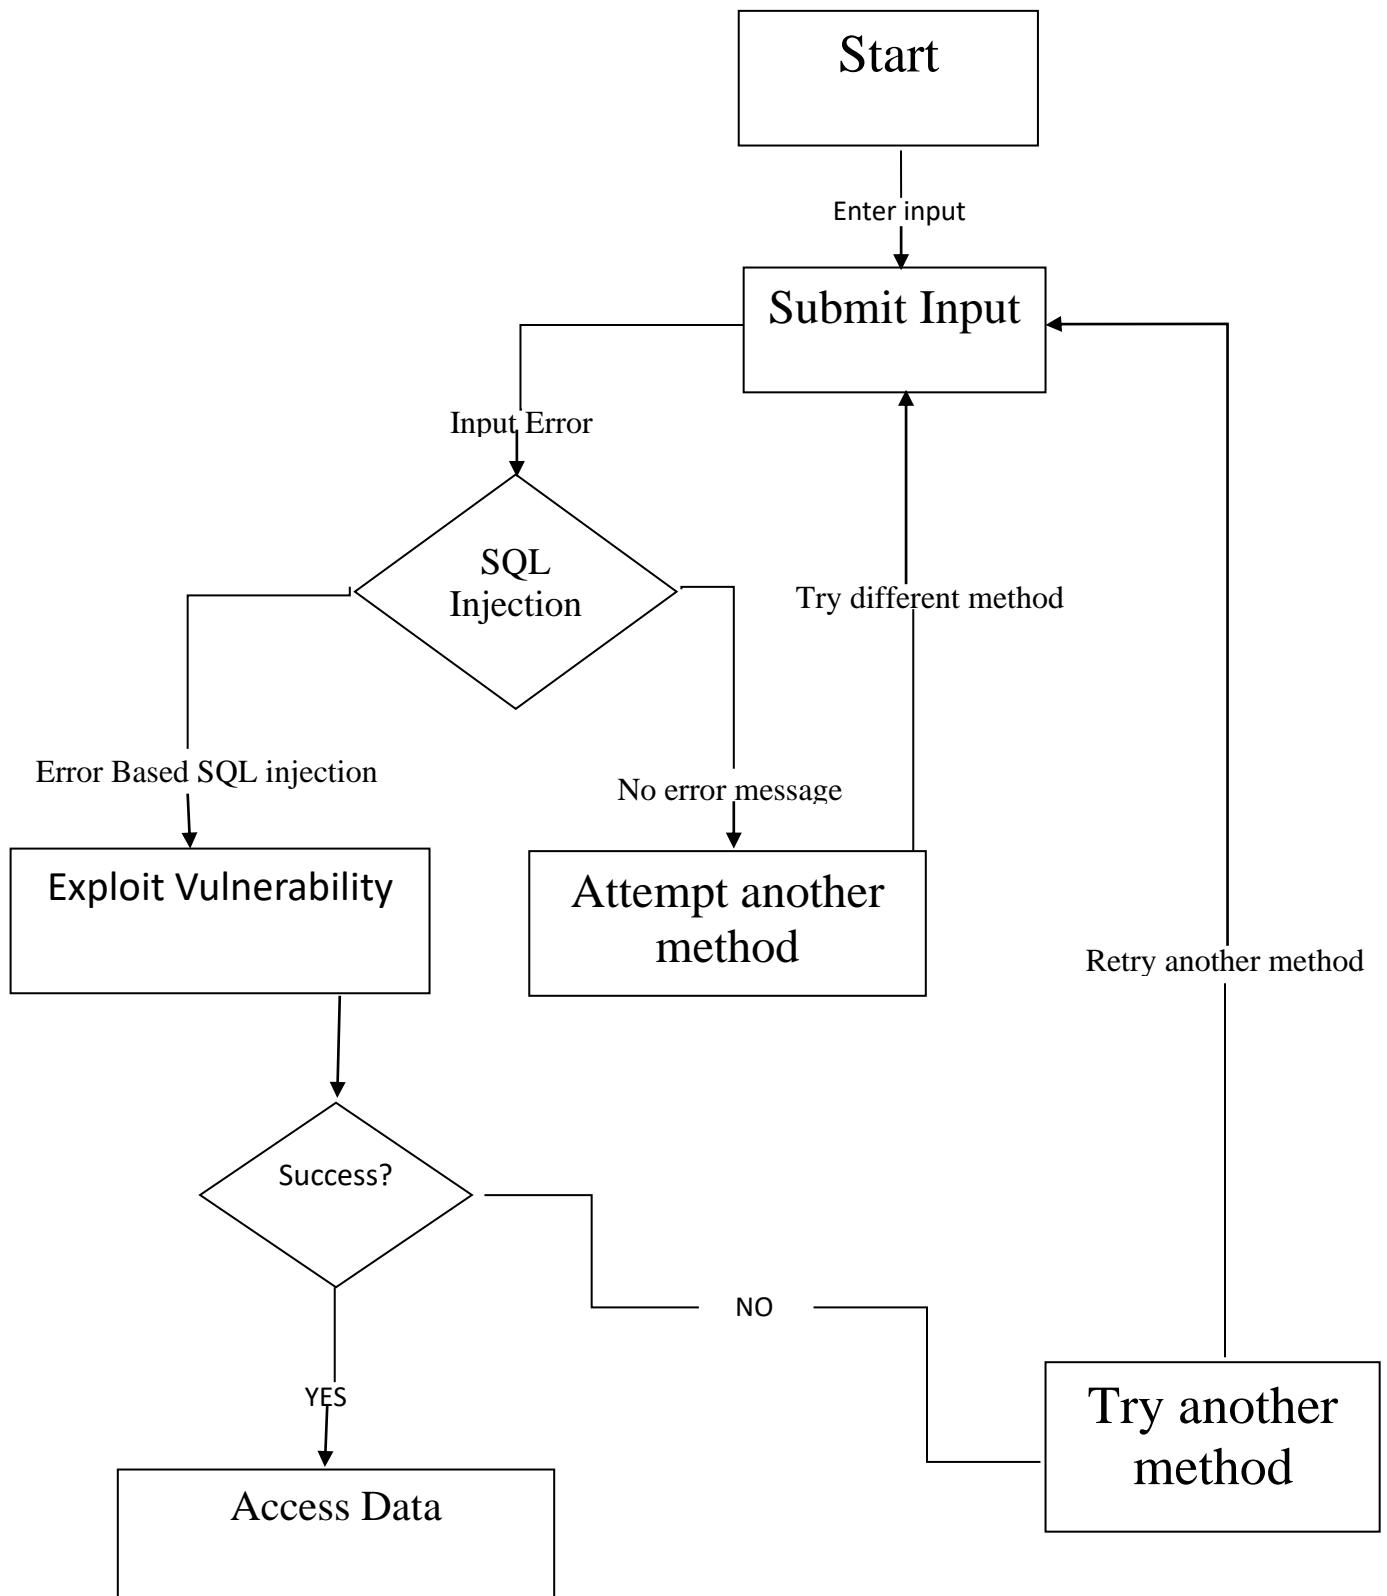 Start
Enter input
Submit Input
Input Error
SQL
Injection
Try different method
Error Based SQL injection
No error message
Exploit Vulnerability
Attempt another
method
Retry another method
Success?
NO
YES
Try another
method
Access Data